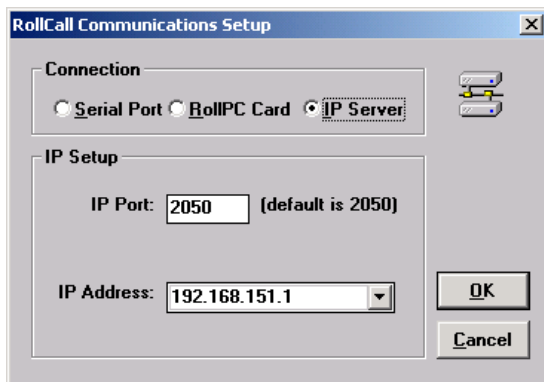 RollCall Communications Setup
Connection
Serial Port RollPC Card IP Server
IP Setup
IP Port: 2050 (default is 2050)
IP Address: 192.168.151.1
OK
Cancel